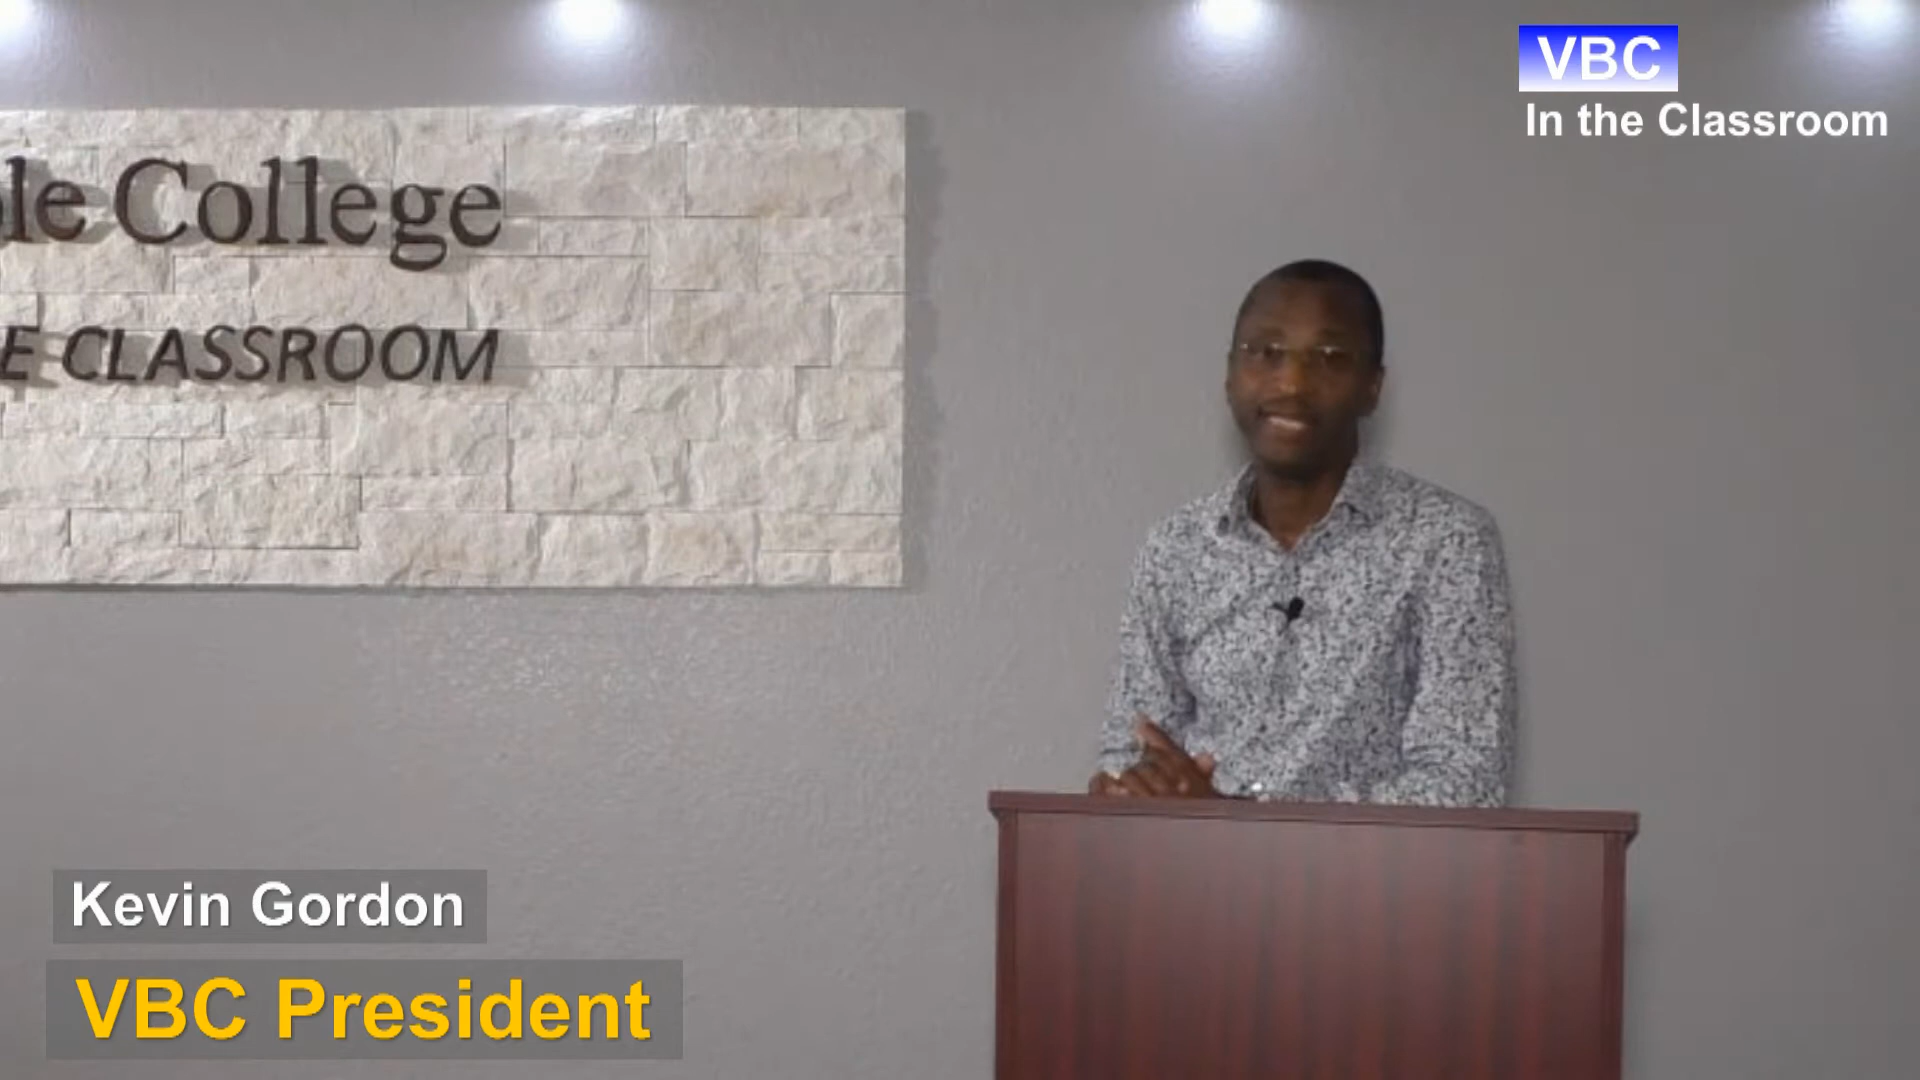 VBC
In the Classroom
le College
E CLASSROOM
Kevin Gordon
VBC President